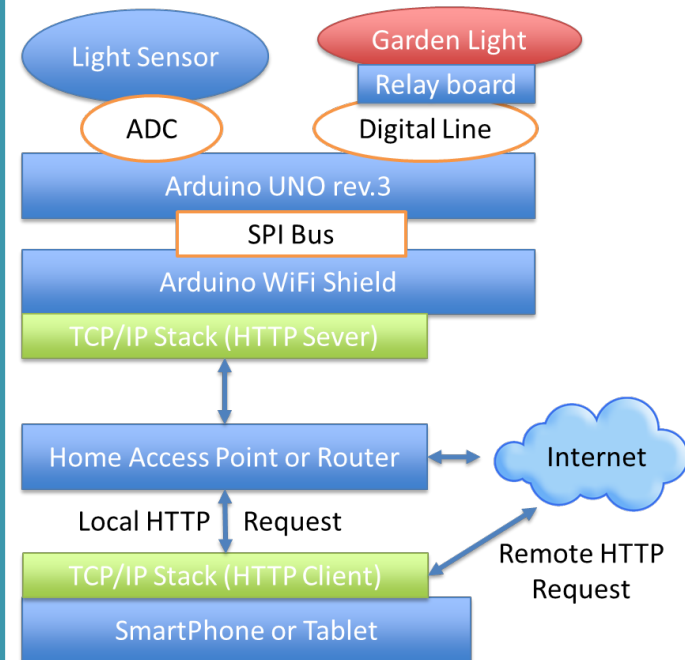 Light Sensor
Garden Light
Relay board
ADC
Digital Line
Arduino UNO rev.3
SPI Bus
Arduino WiFi Shield
TCP/IP Stack (HTTP Sever)
Home Access Point or Router
Internet
Local HTTP Request
TCP/IP Stack (HTTP Client)
Remote HTTP
Request
SmartPhone or Tablet